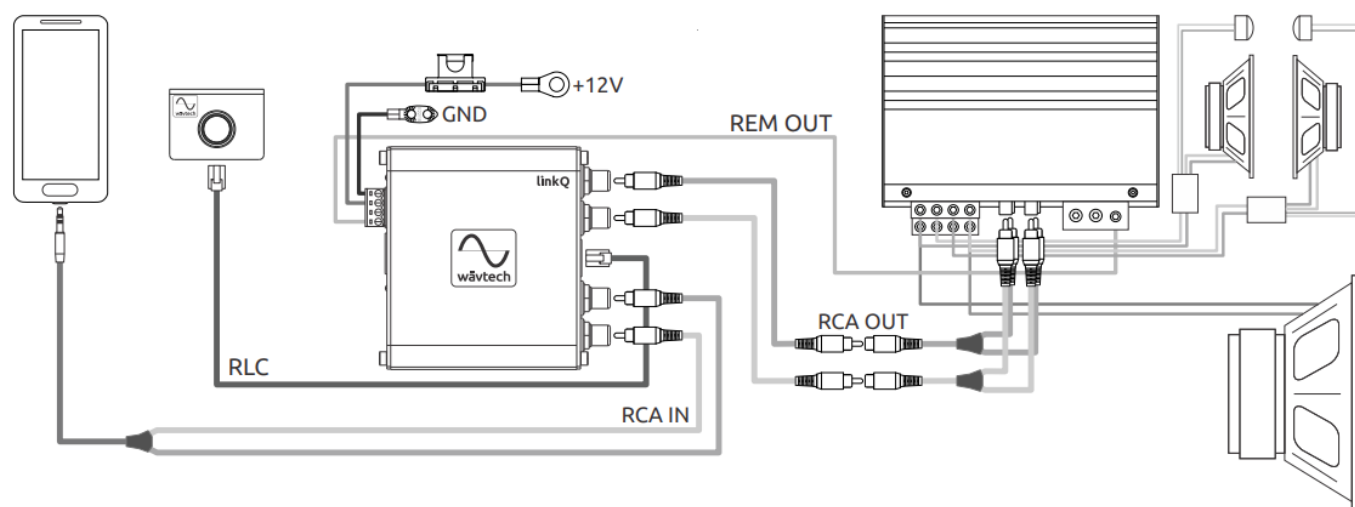 +12V
GND
REM OUT
wāvtech
linkQ
wāvtech
RCA OUT
RLC
RCA IN